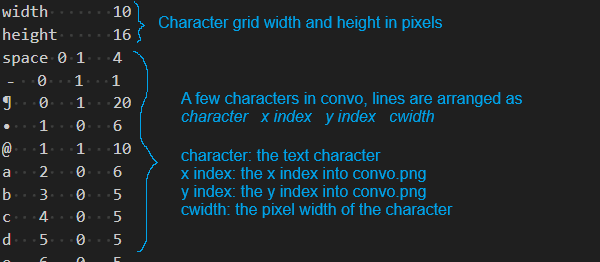 width 10
height 16
space 0 1 4
- 0 1 1
¶ 0 1 20
• 1 0 6
@ 1 1 10
a 2 0 6
b 3 0 5
c 4 0 5
d 5 0 5
Character grid width and height in pixels
A few characters in convo, lines are arranged as
character x index y index cwidth
character: the text character
x index: the x index into convo.png
y index: the y index into convo.png
cwidth: the pixel width of the character